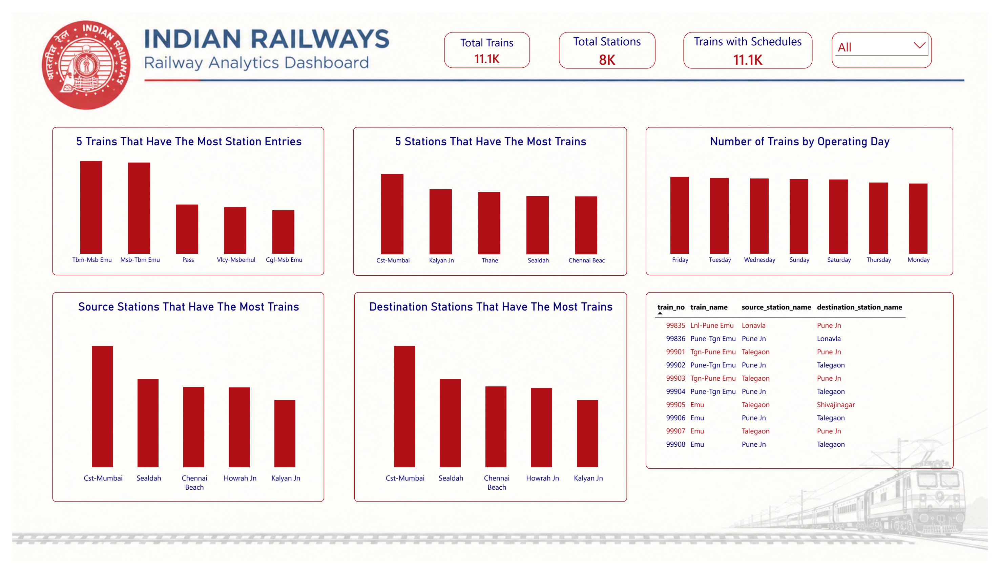 भारतीय रेल
INDIAN RAILWAYS
INDIAN RAILWAYS
Railway Analytics Dashboard
Total Trains
11.1K
Total Stations
8K
Trains with Schedules
11.1K
All
5 Trains That Have The Most Station Entries
Tbm-Msb Emu Msb-Tbm Emu Pass Vlcy-Msbemul Cgl-Msb Emu
5 Stations That Have The Most Trains
Cst-Mumbai Kalyan Jn Thane Sealdah Chennai Beac
Number of Trains by Operating Day
Friday Tuesday Wednesday Sunday Saturday Thursday Monday
Source Stations That Have The Most Trains
Cst-Mumbai Sealdah Chennai Howrah Jn Kalyan Jn
Beach
Destination Stations That Have The Most Trains
Cst-Mumbai Sealdah Chennai Howrah Jn Kalyan Jn
Beach
train_no train_name source_station_name destination_station_name
99835 Lnl-Pune Emu Lonavla Pune Jn
99836 Pune-Tgn Emu Pune Jn Lonavla
99901 Tgn-Pune Emu Talegaon Pune Jn
99902 Pune-Tgn Emu Pune Jn Talegaon
99903 Tgn-Pune Emu Talegaon Pune Jn
99904 Pune-Tgn Emu Pune Jn Talegaon
99905 Emu Talegaon Shivajinagar
99906 Emu Pune Jn Talegaon
99907 Emu Talegaon Pune Jn
99908 Emu Pune Jn Talegaon